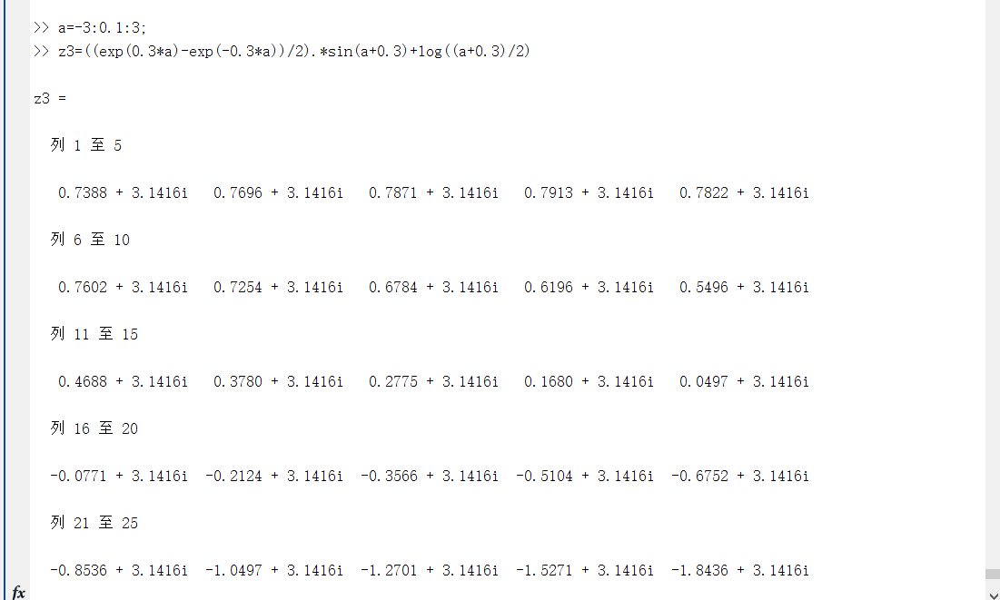 >> a=-3:0.1:3;
>> z3=((exp(0.3*a)-exp(-0.3*a))/2).*sin(a+0.3)+log((a+0.3)/2)
z3 =
列 1 至 5
0.7388 + 3.1416i 0.7696 + 3.1416i 0.7871 + 3.1416i 0.7913 + 3.1416i 0.7822 + 3.1416i
列 6 至 10
0.7602 + 3.1416i 0.7254 + 3.1416i 0.6784 + 3.1416i 0.6196 + 3.1416i 0.5496 + 3.1416i
列 11 至 15
0.4688 + 3.1416i 0.3780 + 3.1416i 0.2775 + 3.1416i 0.1680 + 3.1416i 0.0497 + 3.1416i
列 16 至 20
-0.0771 + 3.1416i -0.2124 + 3.1416i -0.3566 + 3.1416i -0.5104 + 3.1416i -0.6752 + 3.1416i
列 21 至 25
-0.8536 + 3.1416i -1.0497 + 3.1416i -1.2701 + 3.1416i -1.5271 + 3.1416i -1.8436 + 3.1416i
fx